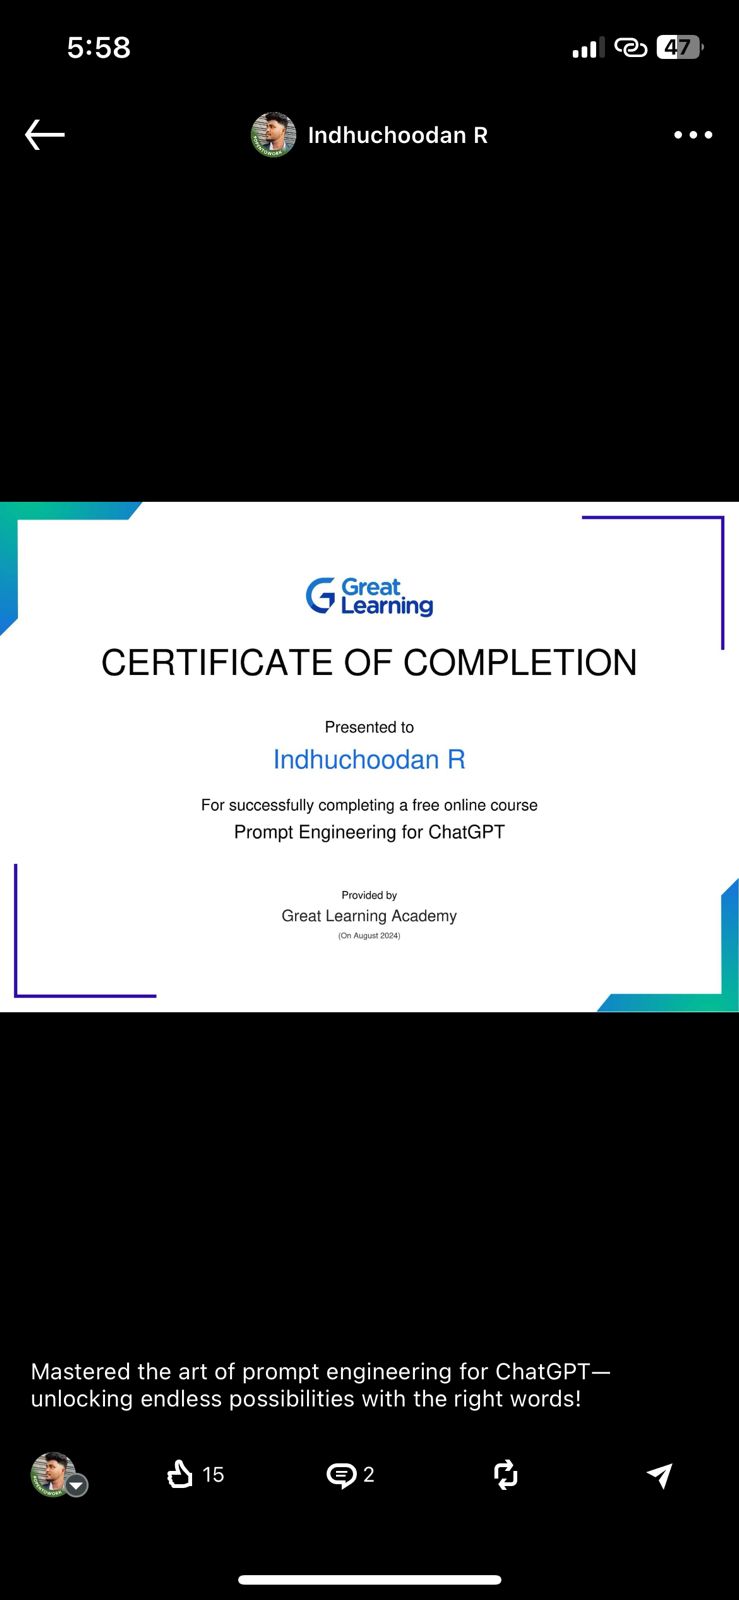 5:58
47
Indhuchoodan R
Great
Learning
CERTIFICATE OF COMPLETION
Presented to
Indhuchoodan R
For successfully completing a free online course
Prompt Engineering for ChatGPT
Provided by
Great Learning Academy
(On August 2024)
Mastered the art of prompt engineering for ChatGPT—
unlocking endless possibilities with the right words!
15
2